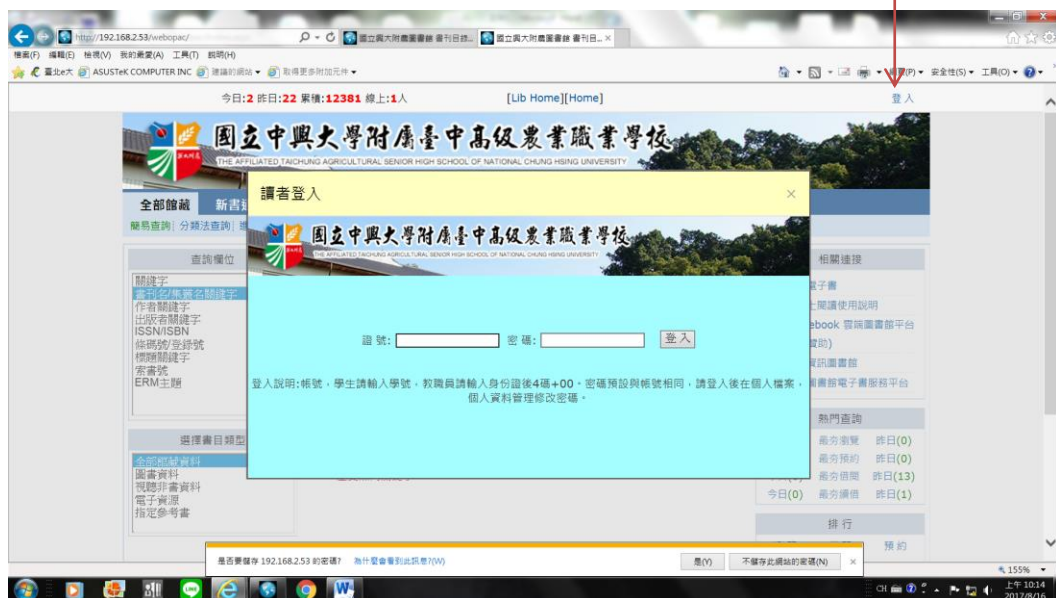 http://192.168.2.53/webopac/
國立興大附農圖書館 書刊目錄...
國立興大附農圖書館 書刊目... ×
檔案(F) 編輯(E) 檢視(V) 我的最愛(A) 工具(T) 說明(H)
臺北e大 ASUSTeK COMPUTER INC 建議的網站 取得更多附加元件
網頁(P) 安全性(S) 工具(O)
今日:2 昨日:22 累積:12381 線上:1人 [Lib Home][Home] 登入
國立中興大學附屬臺中高級農業職業學校
THE AFFILIATED TAICHUNG AGRICULTURAL SENIOR HIGH SCHOOL OF NATIONAL CHUNG HSING UNIVERSITY
讀者登入 ×
全部館藏 新書
簡易查詢| 分類法查詢|
國立中興大學附屬臺中高級農業職業學校
THE AFFILIATED TAICHUNG AGRICULTURAL SENIOR HIGH SCHOOL OF NATIONAL CHUNG HSING UNIVERSITY
查詢欄位
相關連接
關鍵字
書刊名/集叢名關鍵字
作者關鍵字
出版者關鍵字
ISSN/ISBN
條碼號/登錄號
標題關鍵字
索書號
ERM主題
電子書
上閱讀使用說明
ebook 雲端圖書館平台
贊助)
資訊圖書館
圖書館電子書服務平台
證 號: 密 碼: 登入
登入說明:帳號，學生請輸入學號，教職員請輸入身份證後4碼+00。密碼預設與帳號相同，請登入後在個人檔案，
個人資料管理修改密碼。
熱門查詢
選擇書目類型
全部館藏資料
圖書資料
視聽非書資料
電子資源
指定參考書
最夯瀏覽 昨日(0)
最夯預約 昨日(0)
最夯借閱 昨日(13)
今日(0) 最夯續借 昨日(1)
排 行
預 約
是否要儲存 192.168.2.53 的密碼? 為什麼會看到此訊息?(W) 是(Y) 不儲存此網站的密碼(N) ×
155%
CH
上午 10:14
2017/8/16